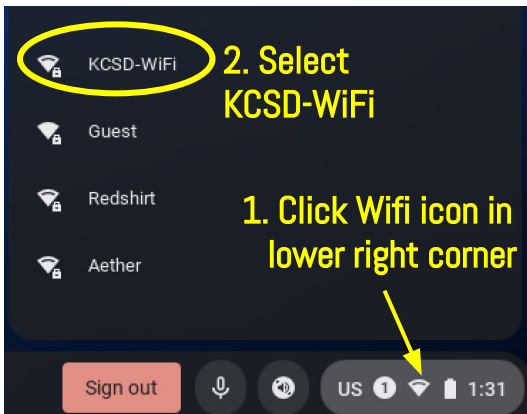 KCSD-WiFi
2. Select
KCSD-WiFi
Guest
Redshirt
1. Click Wifi icon in
lower right corner
Aether
Sign out
US 1 1:31